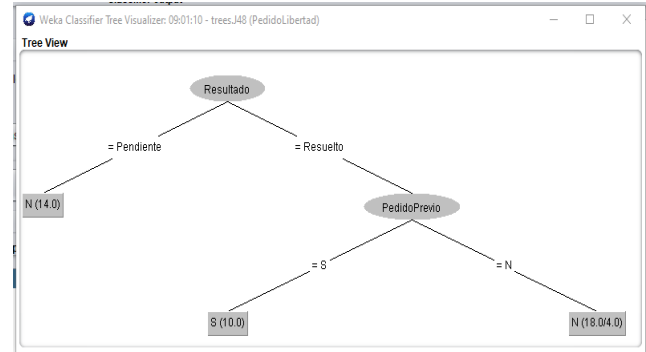 Weka Classifier Tree Visualizer: 09:01:10 - trees.J48 (PedidoLibertad)
Tree View
Resultado
= Pendiente
= Resuelto
N (14.0)
PedidoPrevio
= S
= N
S (10.0)
N (18.0/4.0)